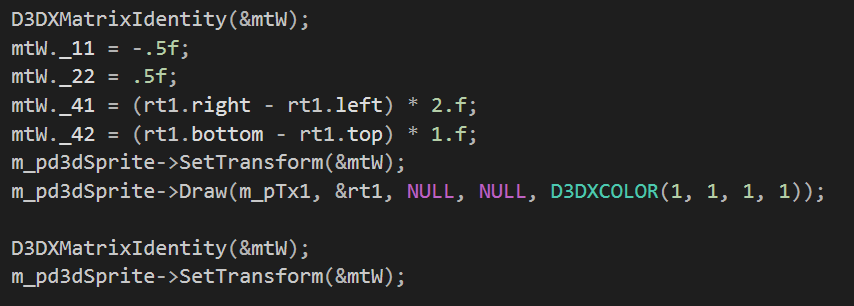 D3DXMatrixIdentity(&mtW);
mtW._11 = -.5f;
mtW._22 = .5f;
mtW._41 = (rt1.right - rt1.left) * 2.f;
mtW._42 = (rt1.bottom - rt1.top) * 1.f;
m_pd3dSprite->SetTransform(&mtW);
m_pd3dSprite->Draw(m_pTx1, &rt1, NULL, NULL, D3DXCOLOR(1, 1, 1, 1));
D3DXMatrixIdentity(&mtW);
m_pd3dSprite->SetTransform(&mtW);